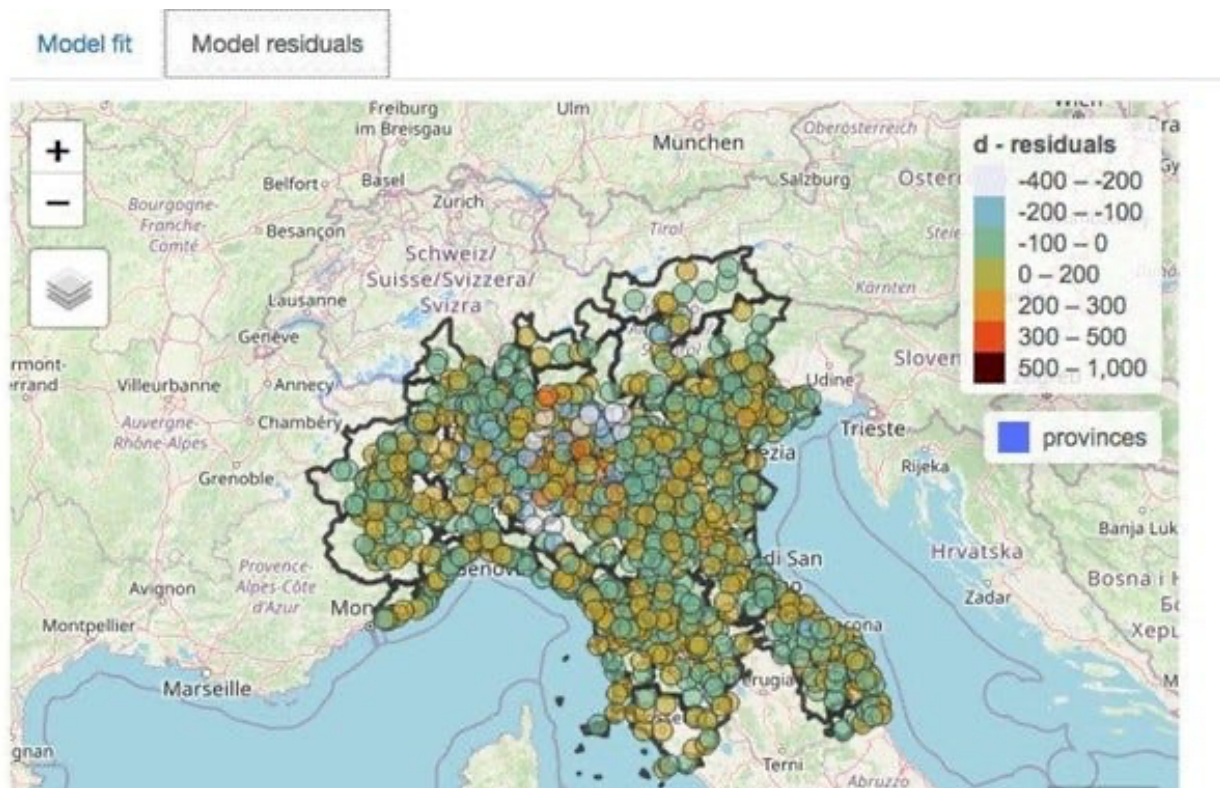 Model fit
Model residuals
+
−
d - residuals
-400 – -200
-200 – -100
-100 – 0
0 – 200
200 – 300
300 – 500
500 – 1,000
provinces
Freiburg
im Breisgau
Ulm
München
Oberösterreich
Salzburg
Belfort
Basel
Zürich
Bourgogne-
Franche-
Comté
Besançon
Tirol
Schweiz/
Suisse/Svizzera/
Svizra
Kärnten
Lausanne
Genève
Villeurbanne
Annecy
Udine
Auvergne-
Rhône-Alpes
Chambéry
Trieste
Grenoble
Rijeka
Banja Luk
Hrvatska
di San
Provence-
Alpes-Côte
d'Azur
Avignon
Zadar
Bosna i
Montpellier
Marseille
Terni
Abruzzo